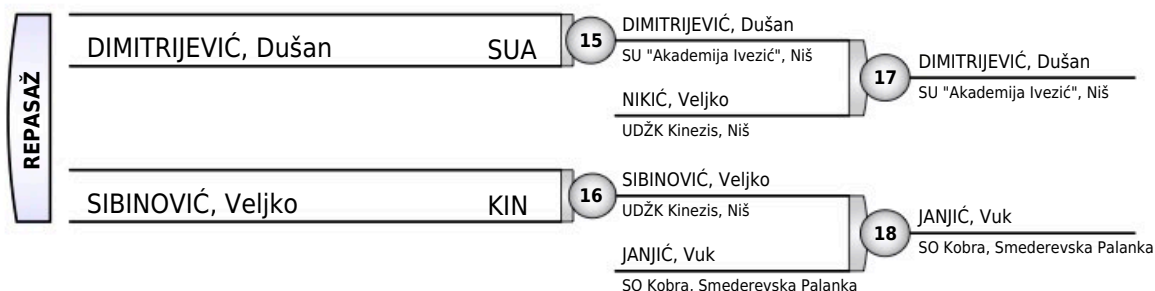 REPASAŽ
DIMITRIJEVIĆ, Dušan SUA
15
DIMITRIJEVIĆ, Dušan
SU "Akademija Ivezić", Niš
NIKIĆ, Veljko
UDŽK Kinezis, Niš
17
DIMITRIJEVIĆ, Dušan
SU "Akademija Ivezić", Niš
SIBINOVIĆ, Veljko KIN
16
SIBINOVIĆ, Veljko
UDŽK Kinezis, Niš
JANJIĆ, Vuk
SO Kobra, Smederevska Palanka
18
JANJIĆ, Vuk
SO Kobra, Smederevska Palanka